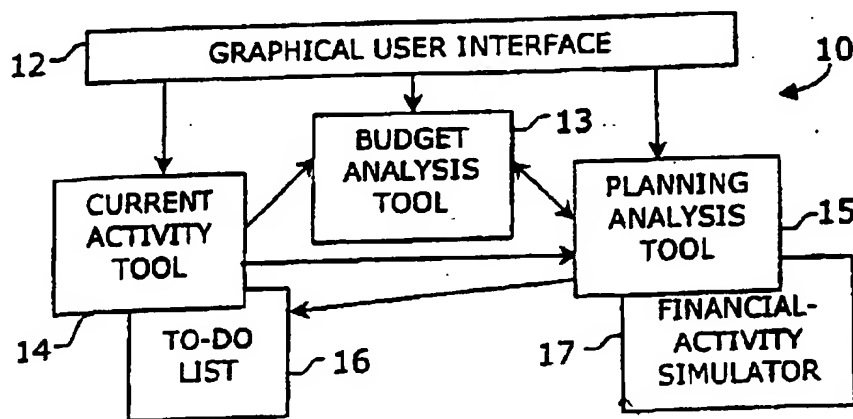 12
GRAPHICAL USER INTERFACE
10
13
BUDGET
ANALYSIS
TOOL
CURRENT
ACTIVITY
TOOL
PLANNING
ANALYSIS
TOOL
15
14
TO-DO
LIST
16
17
FINANCIAL-
ACTIVITY
SIMULATOR